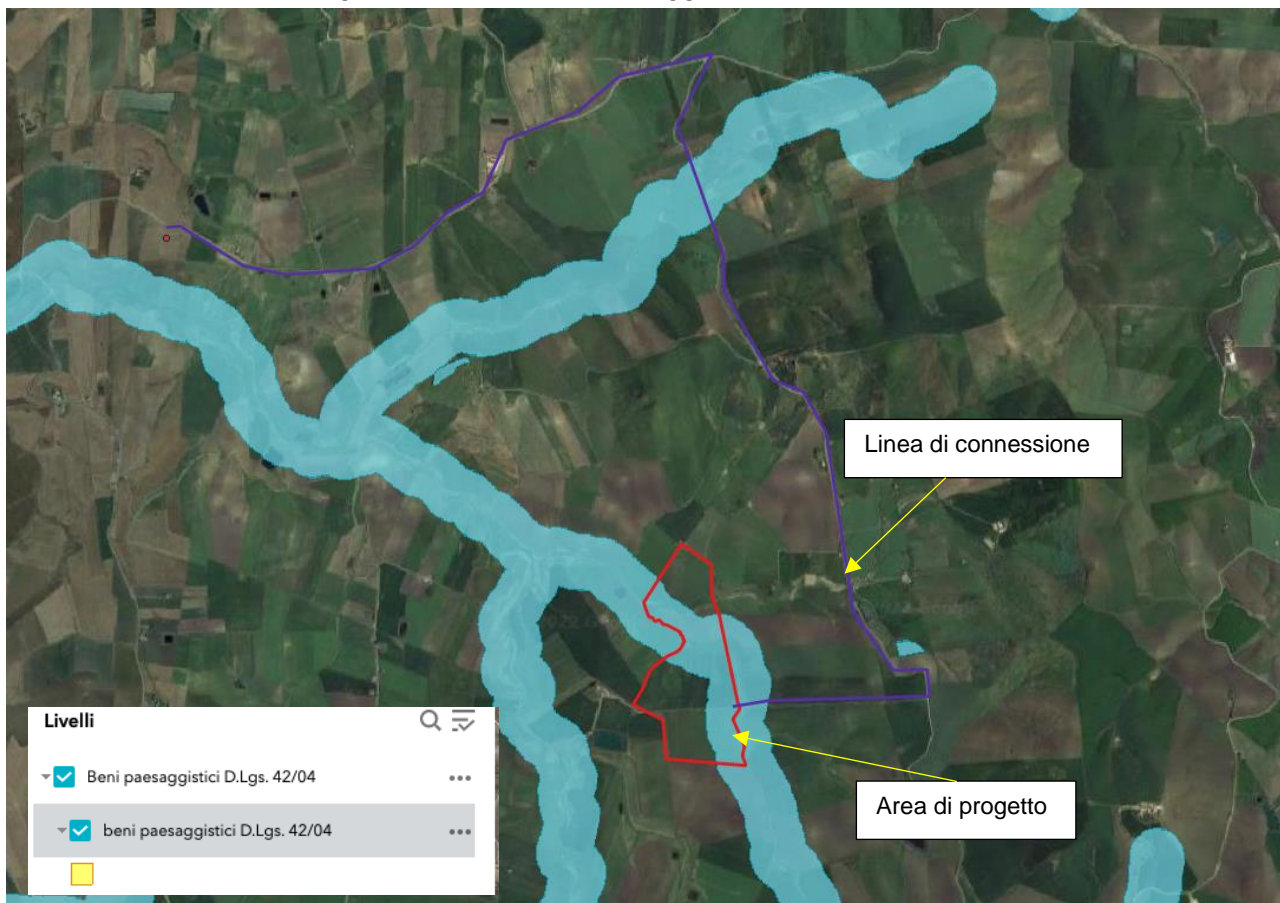 Linea di connessione
Area di progetto
Livelli
Beni paesaggistici D.Lgs. 42/04
beni paesaggistici D.Lgs. 42/04